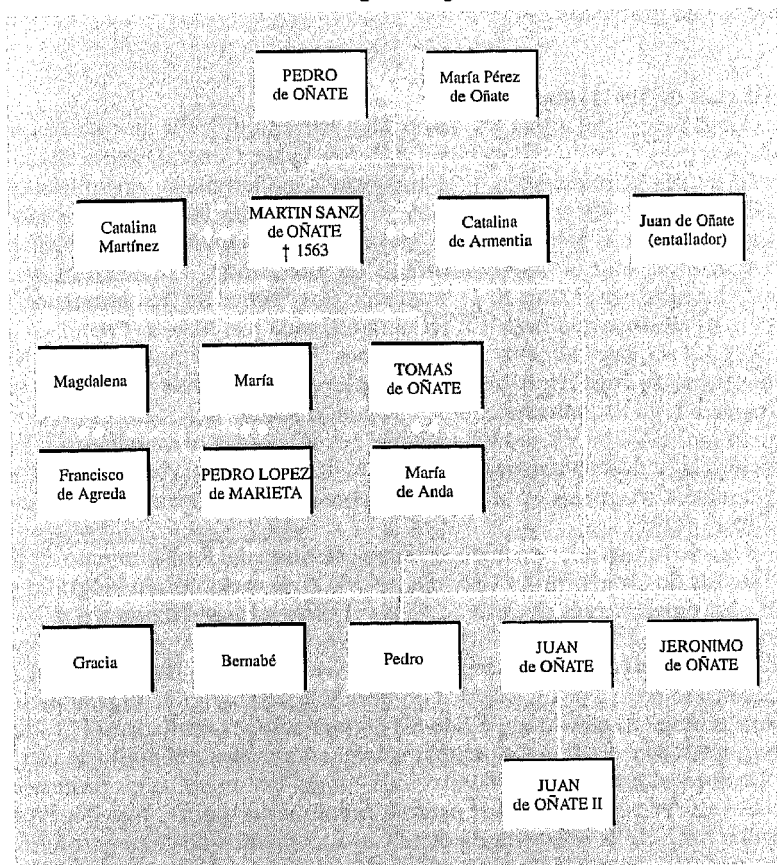 PEDRO
de OÑATE
María Pérez
de Oñate
Catalina
Martínez
MARTIN SANZ
de OÑATE
† 1563
Catalina
de Armentia
Juan de Oñate
(entallador)
Magdalena
María
TOMAS
de OÑATE
Francisco
de Agreda
PEDRO LOPEZ
de MARIETA
María
de Anda
Gracia
Bernabé
Pedro
JUAN
de OÑATE
JERONIMO
de OÑATE
JUAN
de OÑATE II